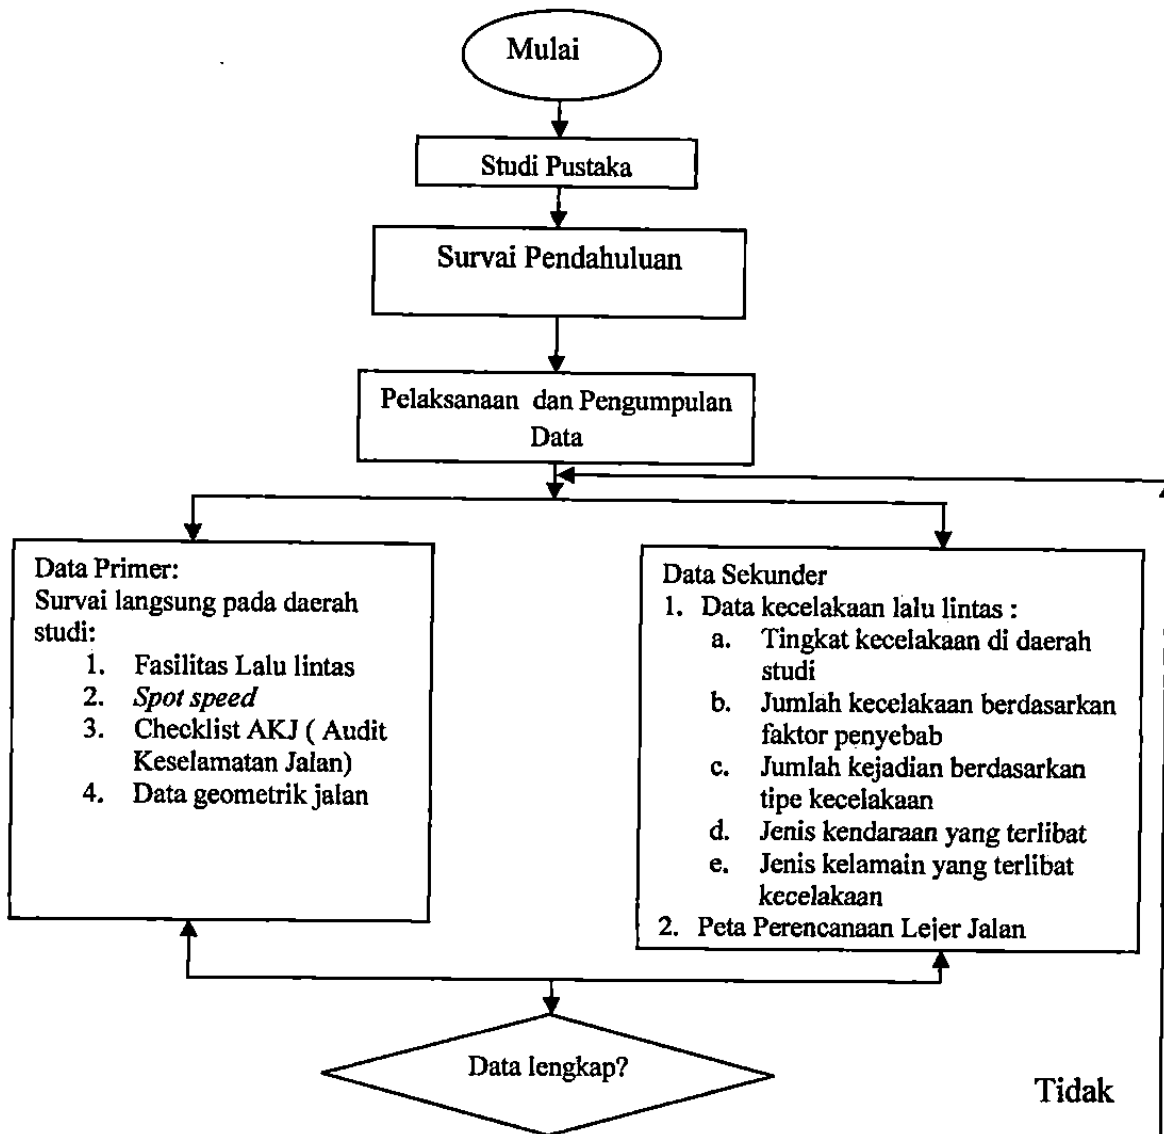 Mulai
Studi Pustaka
Survai Pendahuluan
Pelaksanaan dan Pengumpulan
Data
Data Primer:
Survai langsung pada daerah
studi:
1. Fasilitas Lalu lintas
2. Spot speed
3. Checklist AKJ ( Audit
Keselamatan Jalan)
4. Data geometrik jalan
Data Sekunder
1. Data kecelakaan lalu lintas :
a. Tingkat kecelakaan di daerah
studi
b. Jumlah kecelakaan berdasarkan
faktor penyebab
c. Jumlah kejadian berdasarkan
tipe kecelakaan
d. Jenis kendaraan yang terlibat
e. Jenis kelamain yang terlibat
kecelakaan
2. Peta Perencanaan Lejer Jalan
Data lengkap?
Tidak